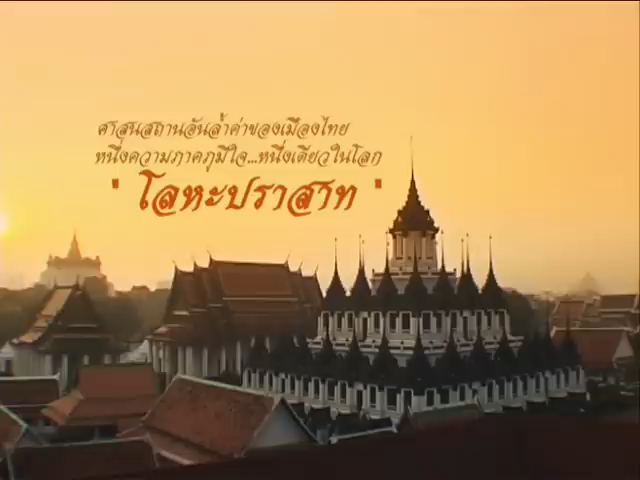 ศาสนสถานอันล้ำค่าของเมืองไทย
หนึ่งความภาคภูมิใจ...หนึ่งเดียวในโลก
" โลหะปราสาท "